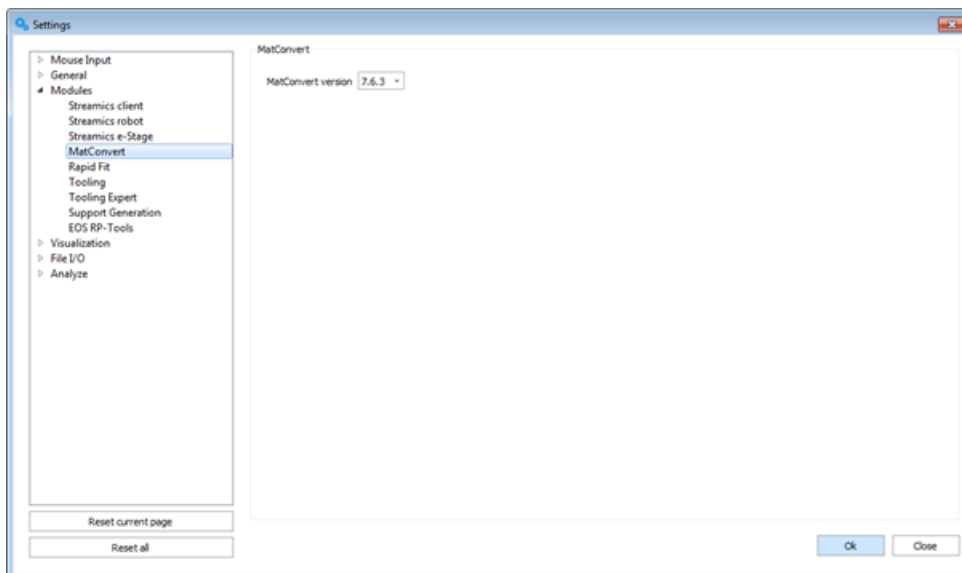 Settings
Mouse Input
General
Modules
Streamics client
Streamics robot
Streamics e-Stage
MatConvert
Rapid Fit
Tooling
Tooling Expert
Support Generation
EOS RP-Tools
Visualization
File I/O
Analyze
Reset current page
Reset all
MatConvert
MatConvert version 7.6.3
Ok Close